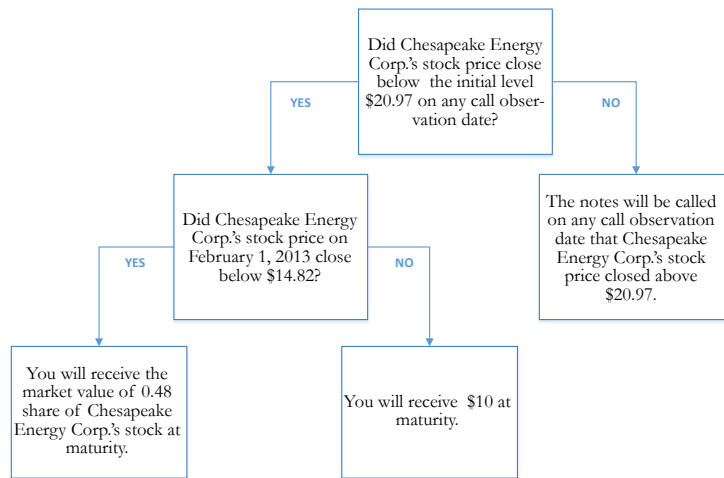 Did Chesapeake Energy
Corp.'s stock price close
below the initial level
$20.97 on any call obser-
vation date?
YES
NO
Did Chesapeake Energy
Corp.'s stock price on
February 1, 2013 close
below $14.82?
The notes will be called
on any call observation
date that Chesapeake
Energy Corp.'s stock
price closed above
$20.97.
YES
NO
You will receive the
market value of 0.48
share of Chesapeake
Energy Corp.'s stock at
maturity.
You will receive $10 at
maturity.